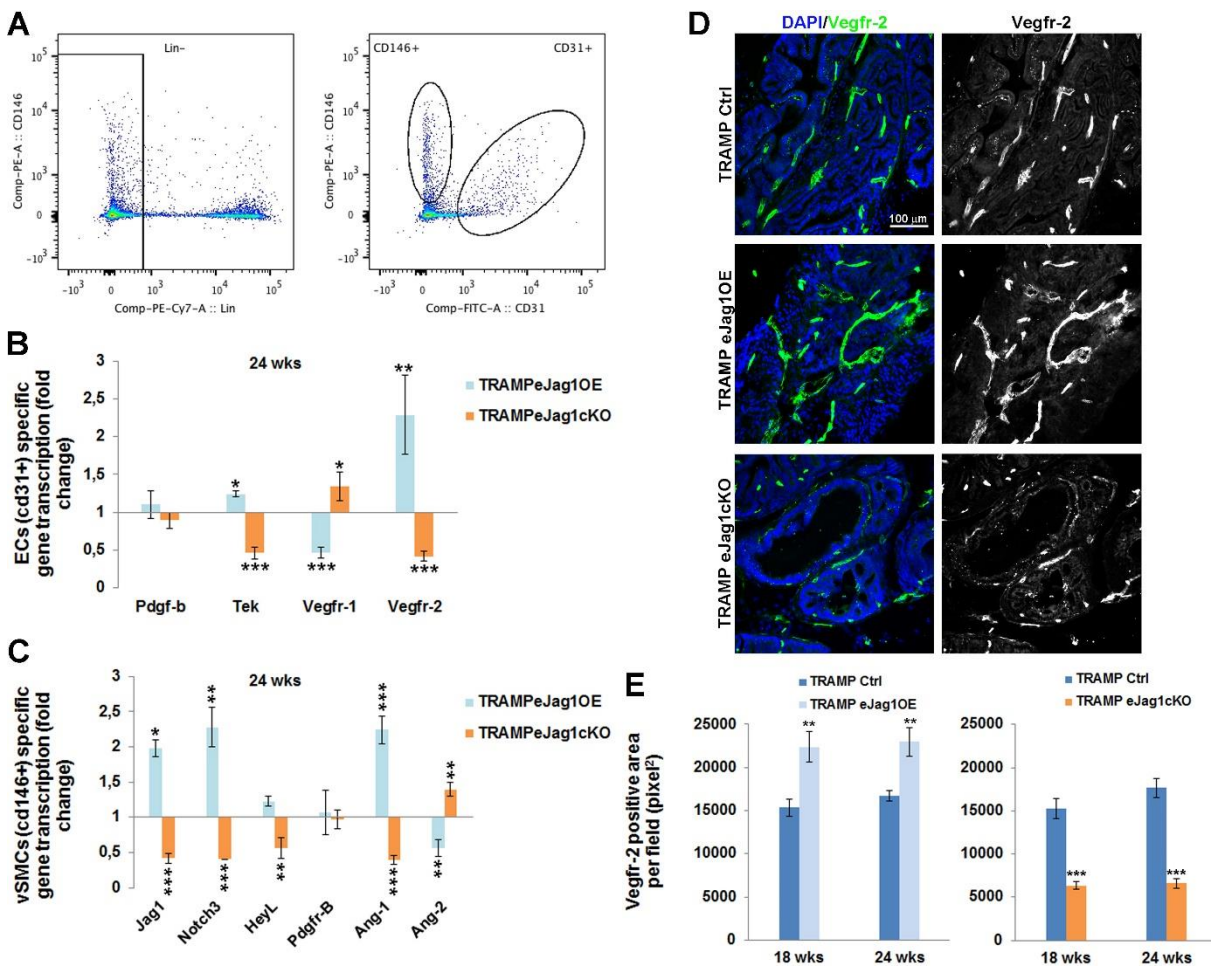 A
Lin-
10^5
10^4
10^3
0
-10^3
Comp-PE-A :: CD146
-10^3 0 10^3 10^4 10^5
Comp-PE-Cy7-A :: Lin
CD146+ CD31+
10^5
10^4
10^3
0
-10^3
Comp-PE-A :: CD146
-10^3 0 10^3 10^4 10^5
Comp-FITC-A :: CD31
B
24 wks
ECs (cd31+) specific
gene transcription (fold
change)
3
2,5
2
1,5
1
0,5
0
TRAMPeJag1OE
TRAMPeJag1cKO
*
***
***
*
**
***
Pdgf-b Tek Vegfr-1 Vegfr-2
C
24 wks
vSMCs (cd146+) specific
gene transcription (fold
change)
3
2,5
2
1,5
1
0,5
0
TRAMPeJag1OE
TRAMPeJag1cKO
*
***
**
***
**
***
***
**
**
Jag1 Notch3 HeyL Pdgfr-B Ang-1 Ang-2
D
DAPI/Vegfr-2 Vegfr-2
TRAMP Ctrl
100 µm
TRAMP eJag1OE
TRAMP eJag1cKO
E
TRAMP Ctrl
TRAMP eJag1OE
Vegfr-2 positive area
per field (pixel²)
25000
20000
15000
10000
5000
0
**
**
18 wks 24 wks
TRAMP Ctrl
TRAMP eJag1cKO
25000
20000
15000
10000
5000
0
***
***
18 wks 24 wks